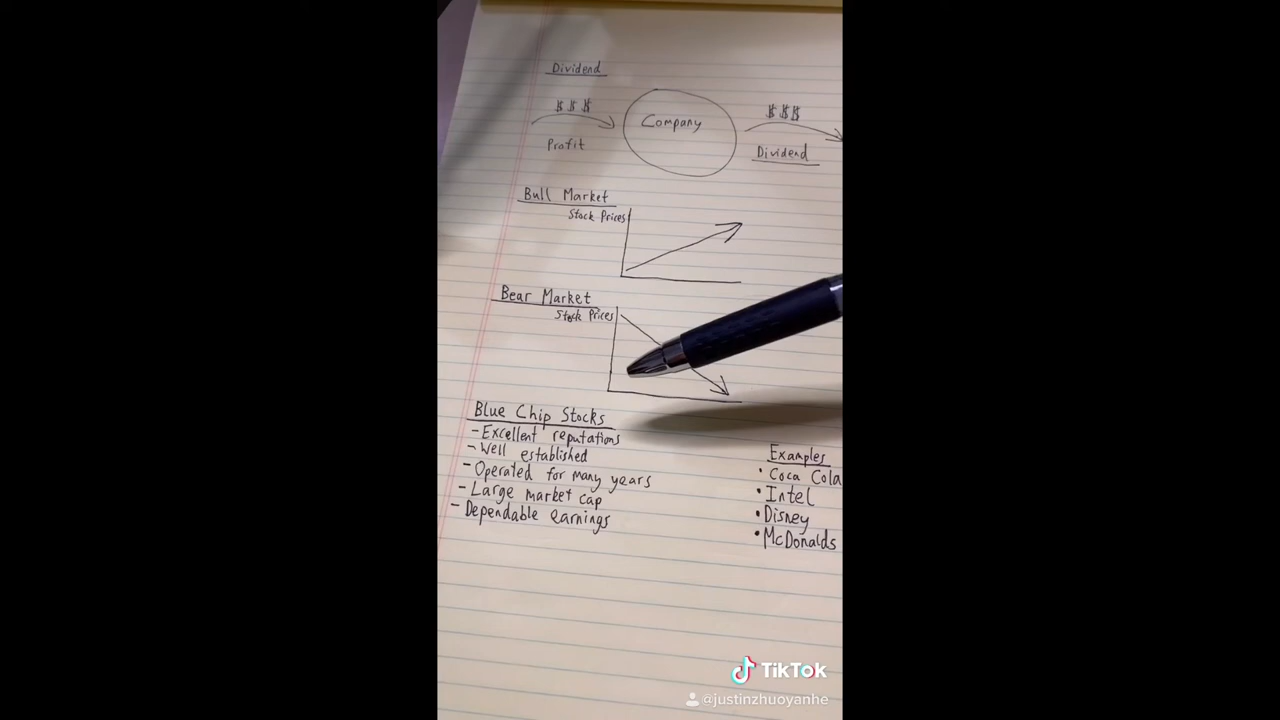 Dividend
$ $ $
Company
$$$
Profit
Dividend
Bull Market
Stock Prices
Bear Market
Stock Prices
Blue Chip Stocks
- Excellent reputations
- Well established
- Operated for many years
- Large market cap
- Dependable earnings
Examples
• Coca Cola
• Intel
• Disney
• McDonalds
TikTok
@justinzhuoyanhe